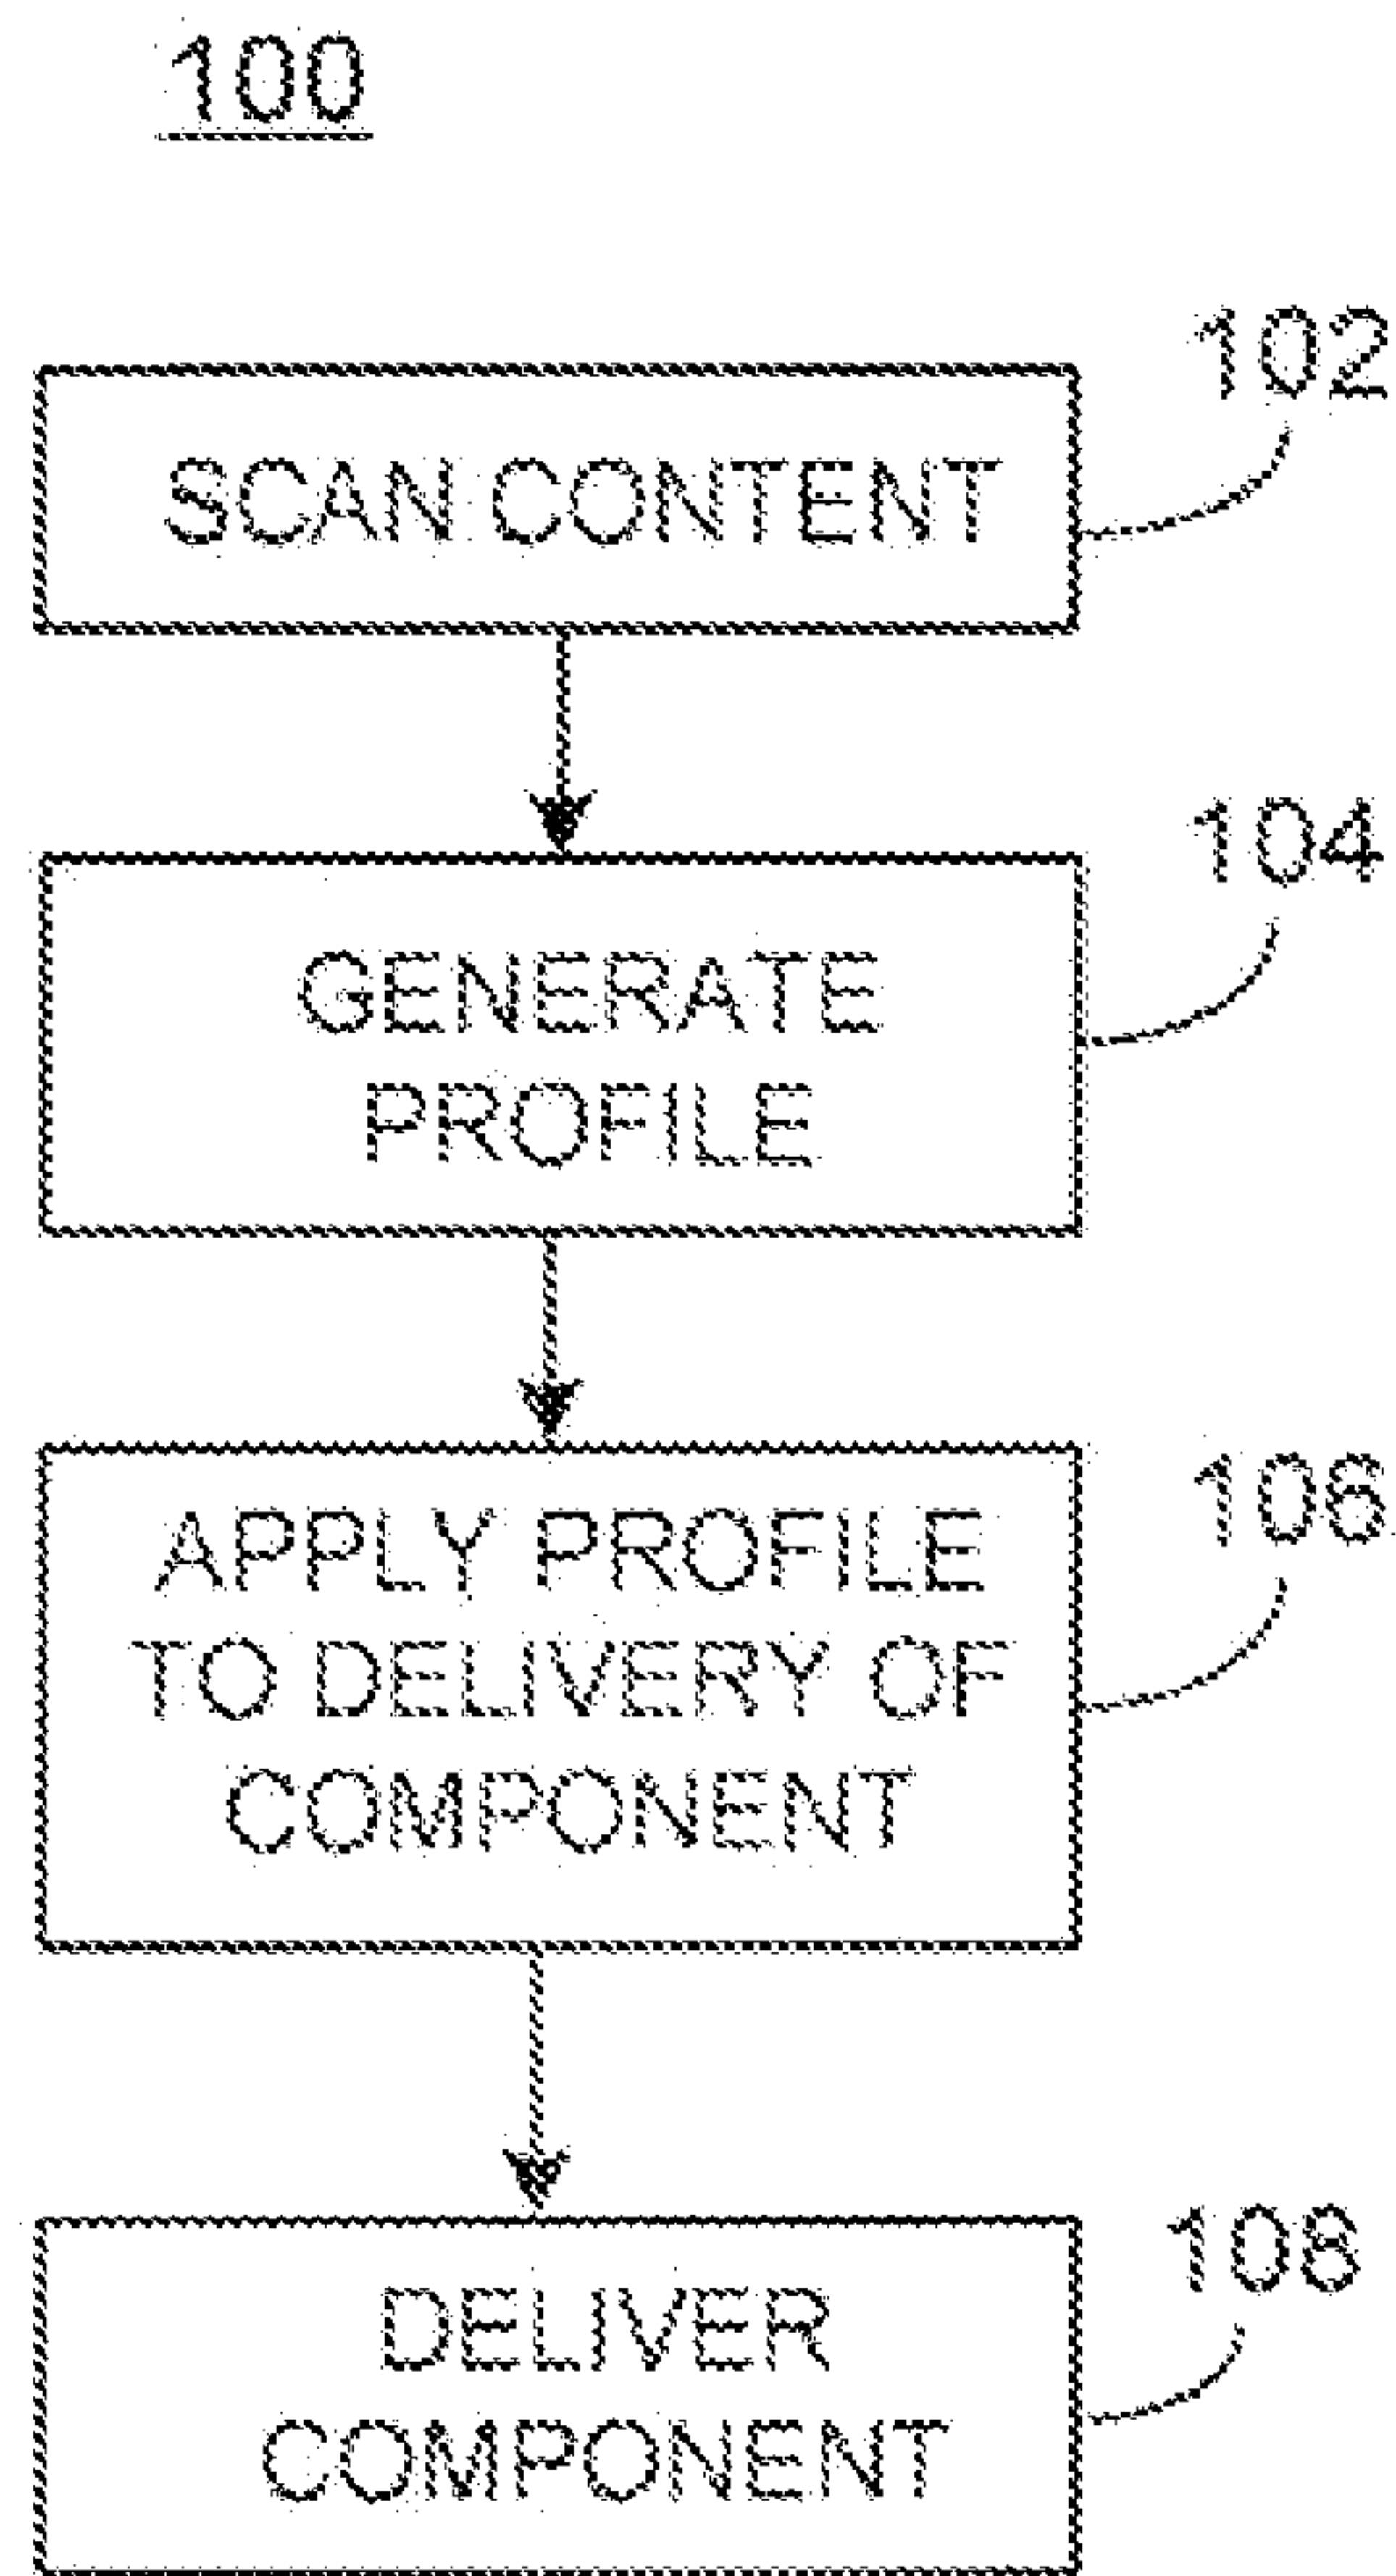 100
102
SCAN CONTENT
104
GENERATE
PROFILE
106
APPLY PROFILE
TO DELIVERY OF
COMPONENT
108
DELIVER
COMPONENT